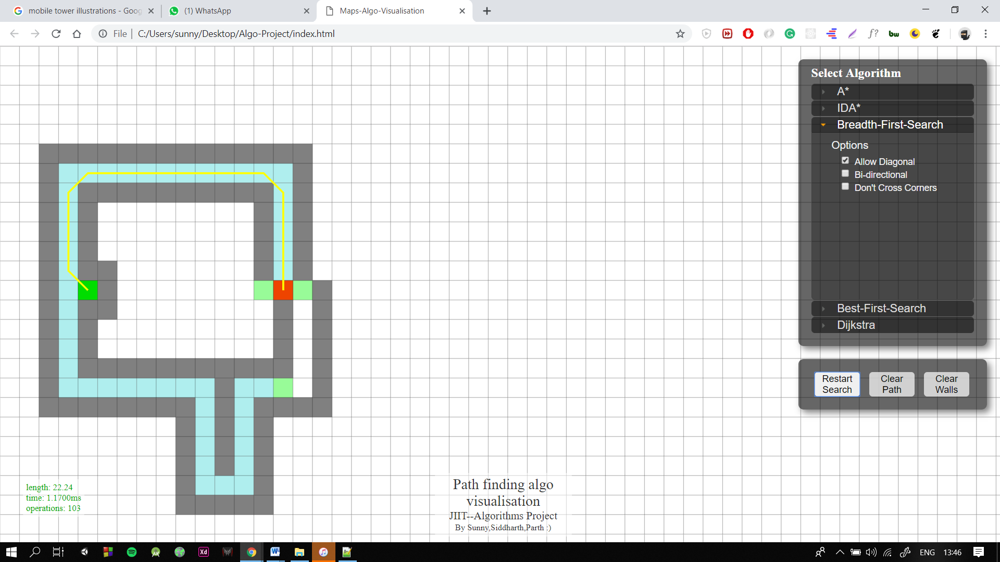 mobile tower illustrations - Goog
(1) WhatsApp
Maps-Algo-Visualisation
File
C:/Users/sunny/Desktop/Algo-Project/index.html
f?
bw
Select Algorithm
A*
IDA*
Breadth-First-Search
Options
Allow Diagonal
Bi-directional
Don't Cross Corners
Best-First-Search
Dijkstra
Restart
Search
Clear
Path
Clear
Walls
length: 22.24
time: 1.1700ms
operations: 103
Path finding algo
visualisation
JIIT--Algorithms Project
By Sunny,Siddharth,Parth :)
Xd
W
ENG
13:46